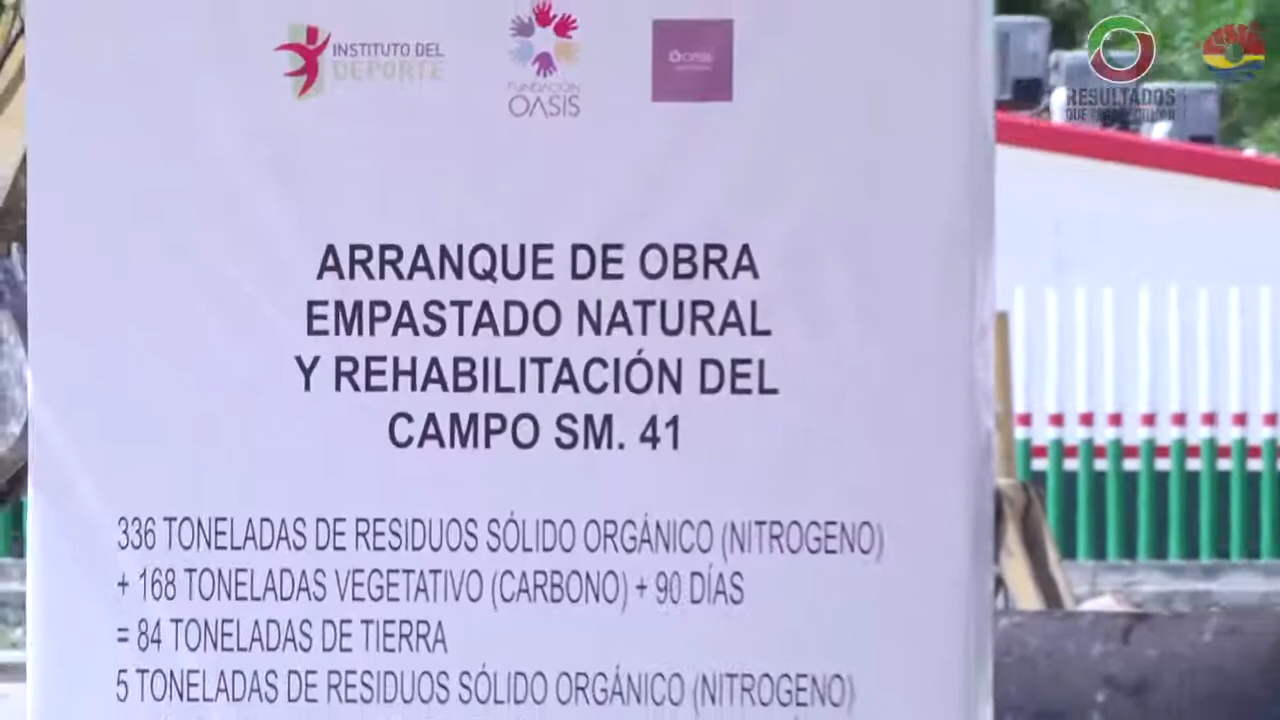 INSTITUTO DEL
DEPORTE
FUNDACIÓN
OASIS
RESULTADOS
ARRANQUE DE OBRA
EMPASTADO NATURAL
Y REHABILITACIÓN DEL
CAMPO SM. 41
336 TONELADAS DE RESIDUOS SÓLIDO ORGÁNICO (NITROGENO)
+ 168 TONELADAS VEGETATIVO (CARBONO) + 90 DÍAS
= 84 TONELADAS DE TIERRA
5 TONELADAS DE RESIDUOS SÓLIDO ORGÁNICO (NITROGENO)